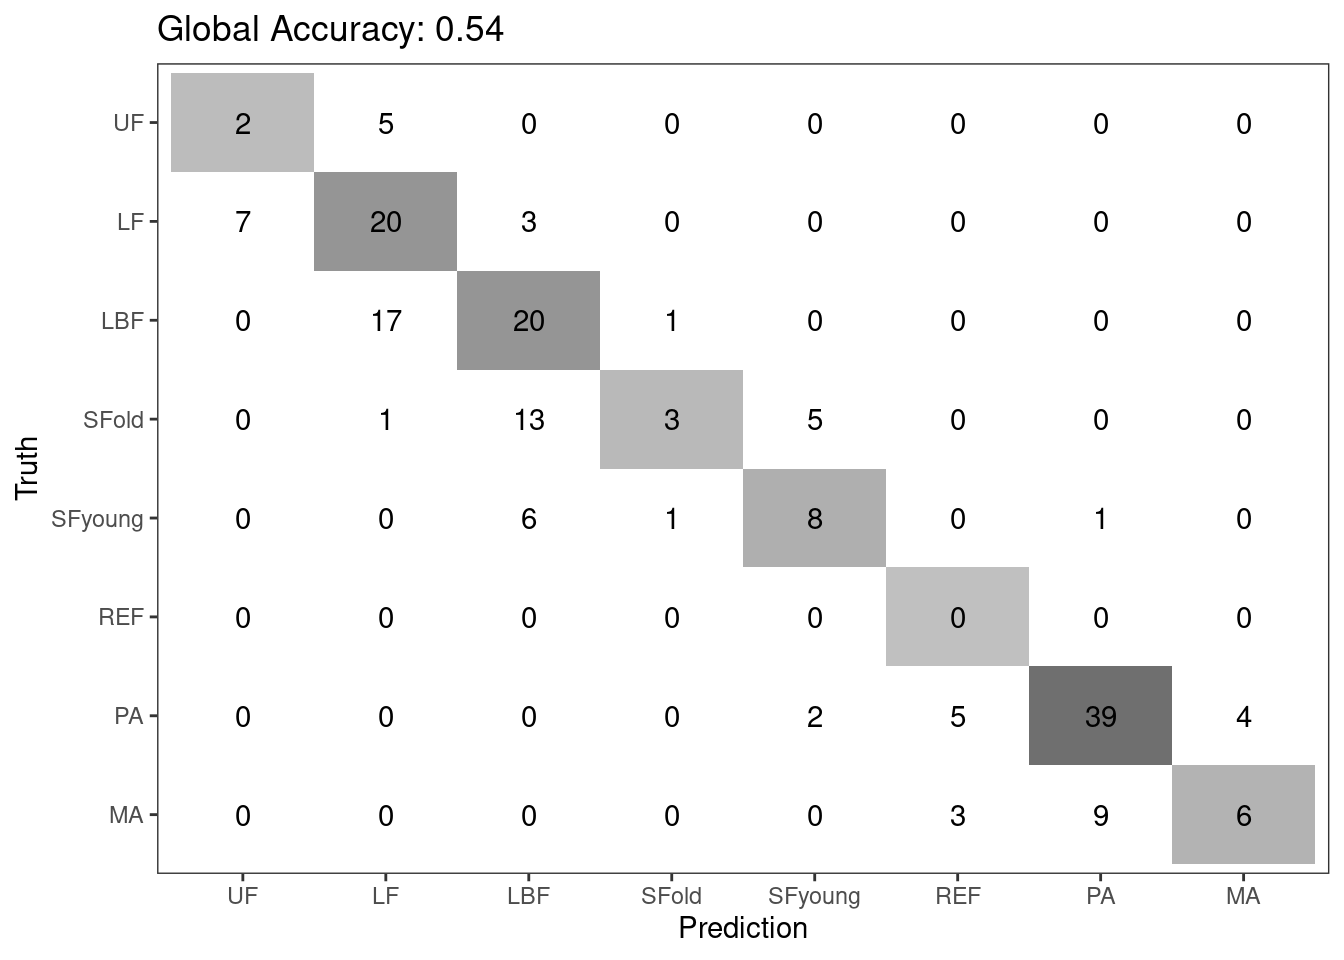 Global Accuracy: 0.54
UF 2 5 0 0 0 0 0 0
LF 7 20 3 0 0 0 0 0
LBF 0 17 20 1 0 0 0 0
SFold 0 1 13 3 5 0 0 0
Truth
SFyoung 0 0 6 1 8 0 1 0
REF 0 0 0 0 0 0 0 0
PA 0 0 0 0 2 5 39 4
MA 0 0 0 0 0 3 9 6
UF LF LBF SFold SFyoung REF PA MA
Prediction